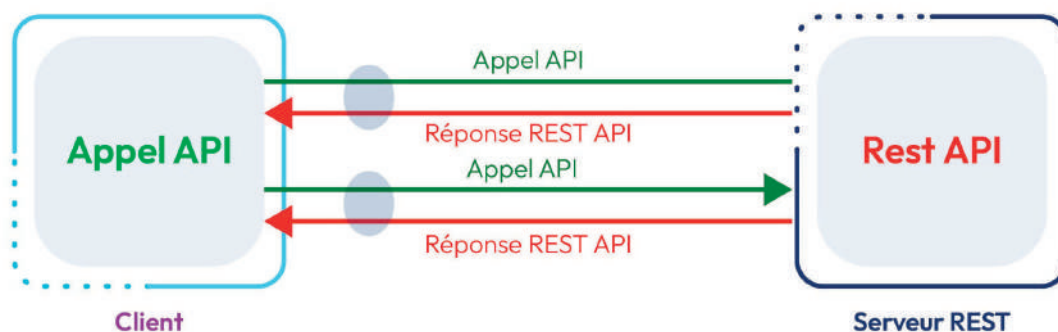 Appel API
Réponse REST API
Appel API
Rest API
Appel API
Réponse REST API
Client
Serveur REST